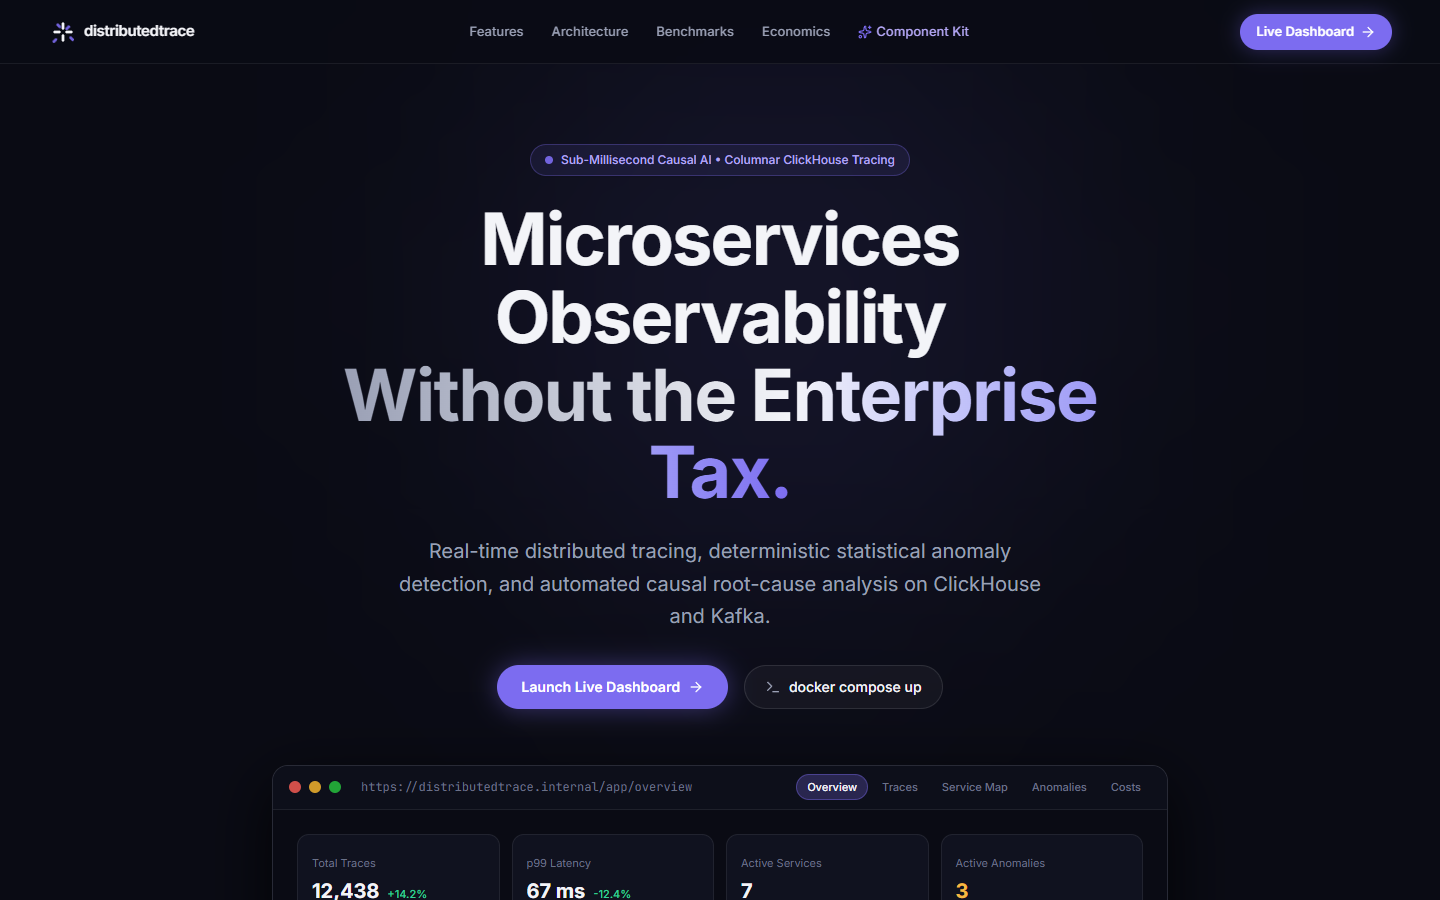 distributedtrace
Features
Architecture
Benchmarks
Economics
Component Kit
Live Dashboard
Sub-Millisecond Causal AI • Columnar ClickHouse Tracing
Microservices
Observability
Without the Enterprise
Tax.
Real-time distributed tracing, deterministic statistical anomaly
detection, and automated causal root-cause analysis on ClickHouse
and Kafka.
Launch Live Dashboard
docker compose up
https://distributedtrace.internal/app/overview
Overview
Traces
Service Map
Anomalies
Costs
Total Traces
12,438 +14.2%
p99 Latency
67 ms -12.4%
Active Services
7
Active Anomalies
3